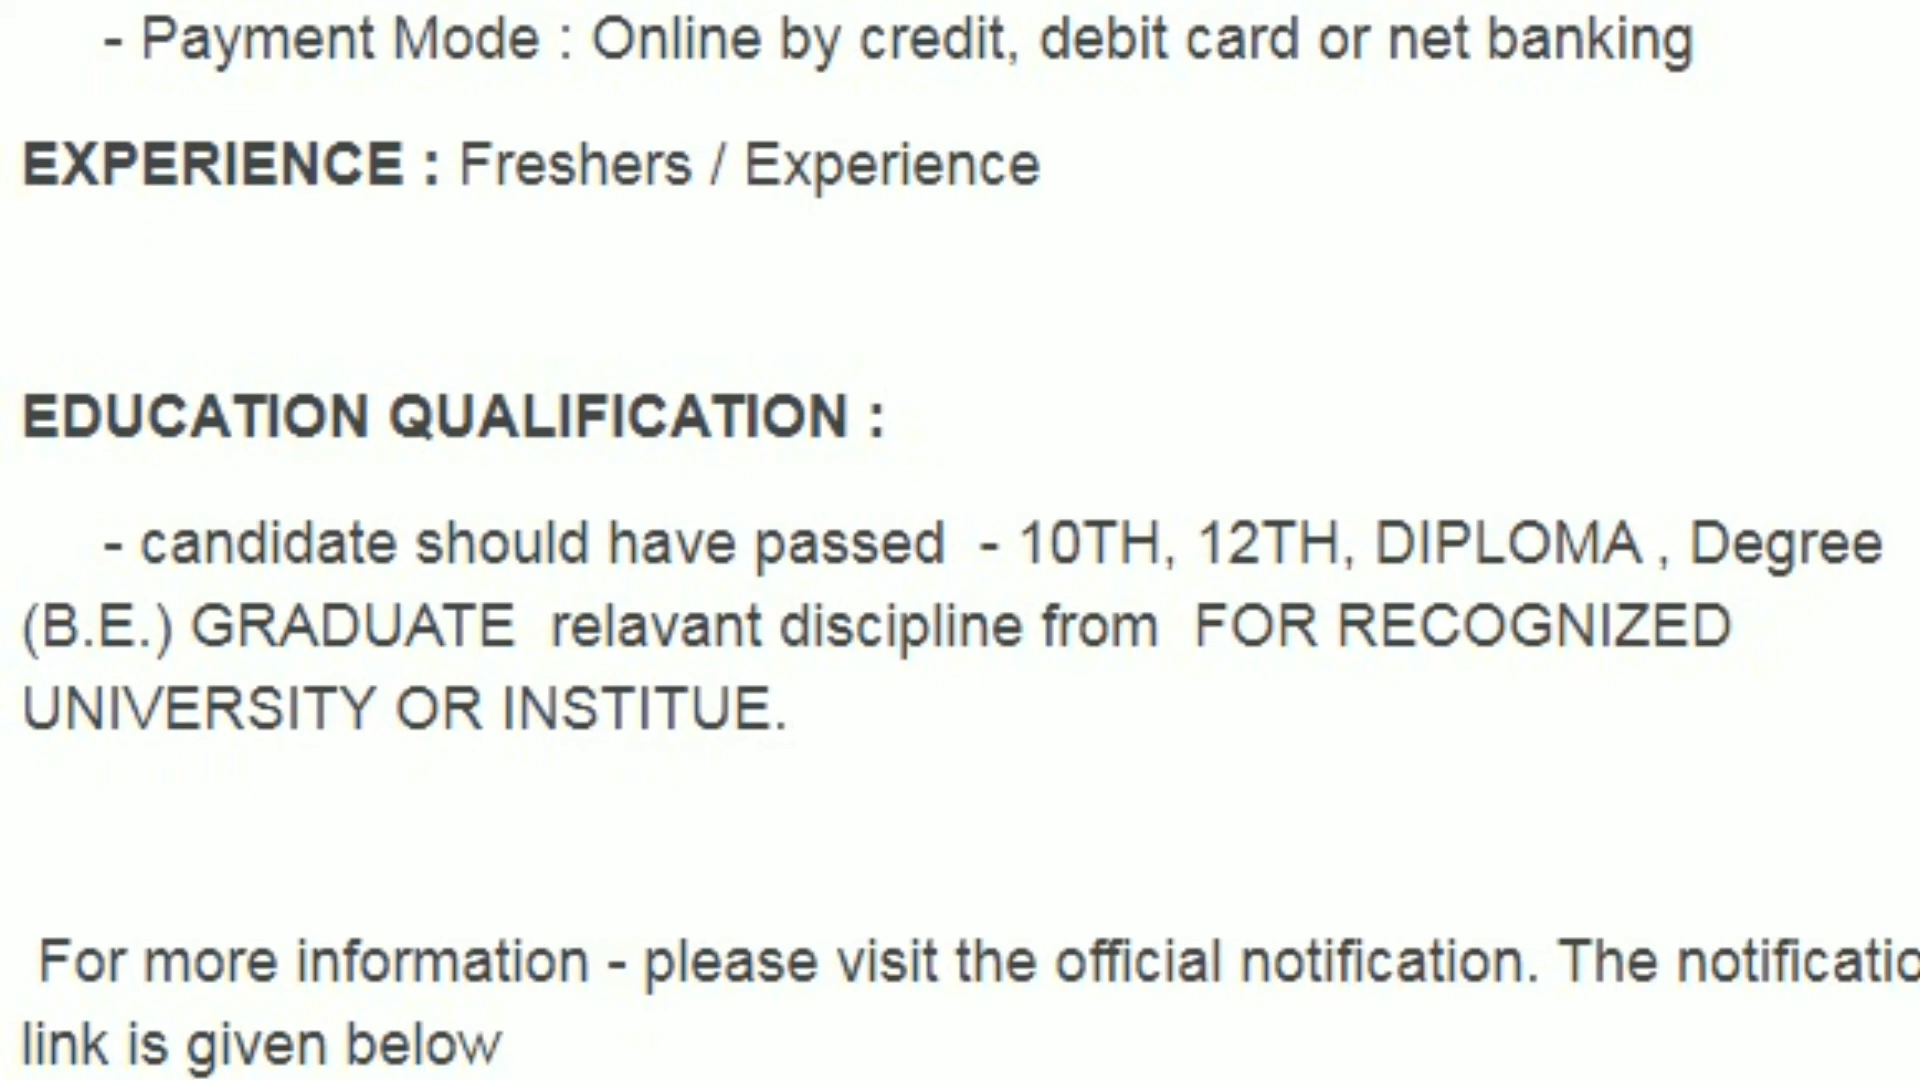 - Payment Mode : Online by credit, debit card or net banking
EXPERIENCE : Freshers / Experience
EDUCATION QUALIFICATION :
- candidate should have passed - 10TH, 12TH, DIPLOMA , Degree
(B.E.) GRADUATE relavant discipline from FOR RECOGNIZED
UNIVERSITY OR INSTITUE.
For more information - please visit the official notification. The notificatio
link is given below